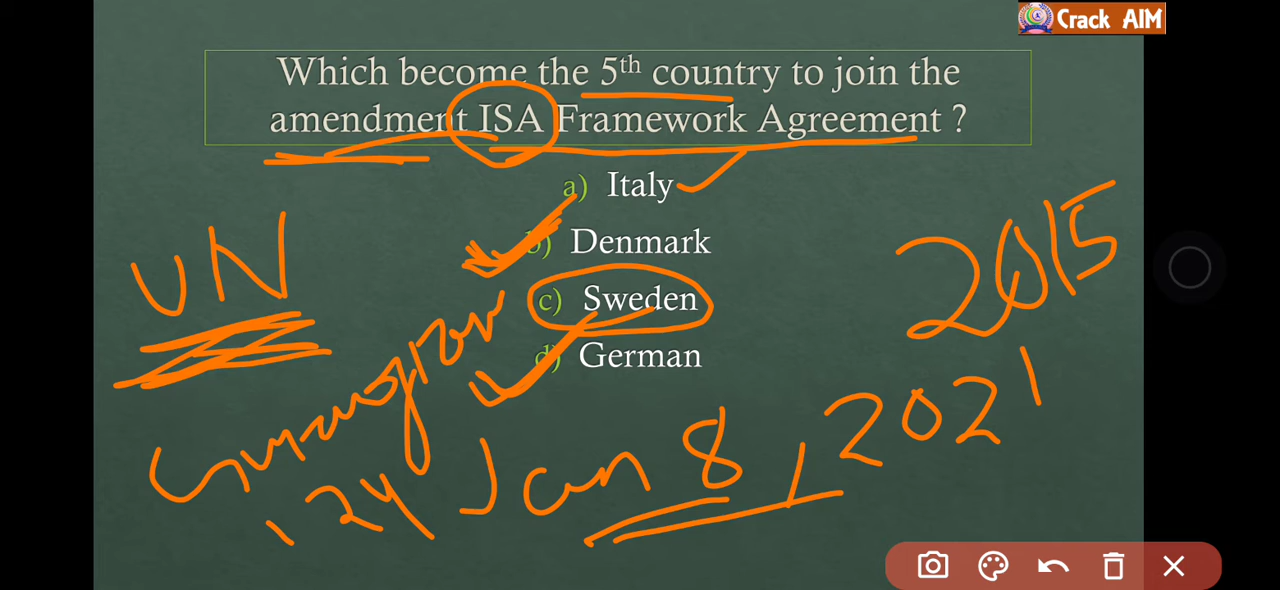 Crack AIM
Which become the 5th country to join the
amendment ISA Framework Agreement ?
a) Italy
b) Denmark
c) Sweden
d) German
UN
2015
Jan 8, 2021